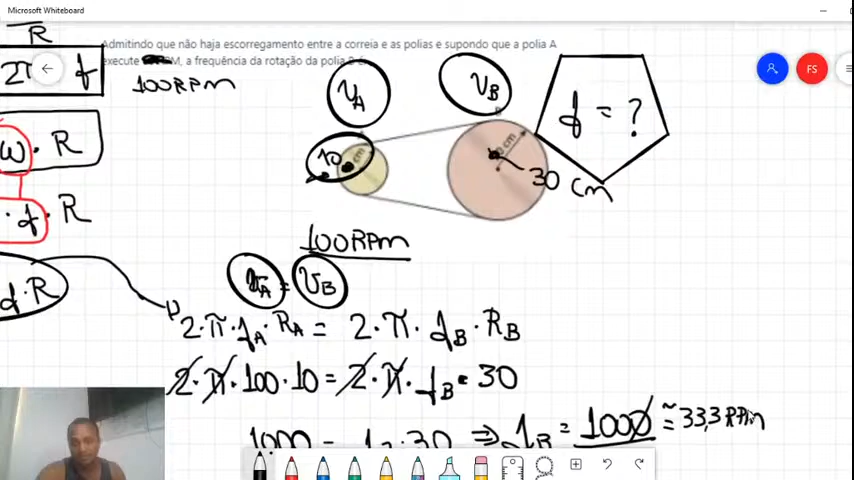 Microsoft Whiteboard
R
Admitindo que não haja escorregamento entre a correia e as polias e supondo que a polia A
execute M, a frequência da rotação da polia B é
100RPM
2π f
V_A
V_B
f = ?
FS
ω · R
10 cm
cm
30 cm
· f · R
100RPM
V_A = V_B
f · R
2·π·f_A·R_A = 2·π·f_B·R_B
2·π·100·10 = 2·π·f_B·30
1000 = f_B·30 ⇒ f_B = 1000 ≈ 33,3 RPM